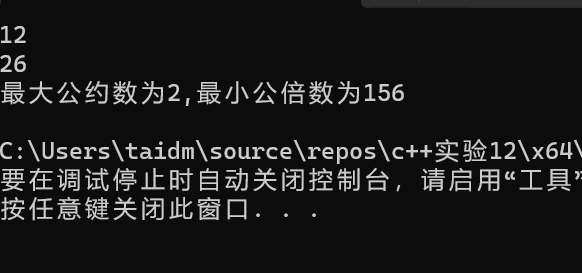 12
26
最大公约数为2,最小公倍数为156
C:\Users\taidm\source\repos\c++实验12\x64\
要在调试停止时自动关闭控制台，请启用“工具”
按任意键关闭此窗口. . .